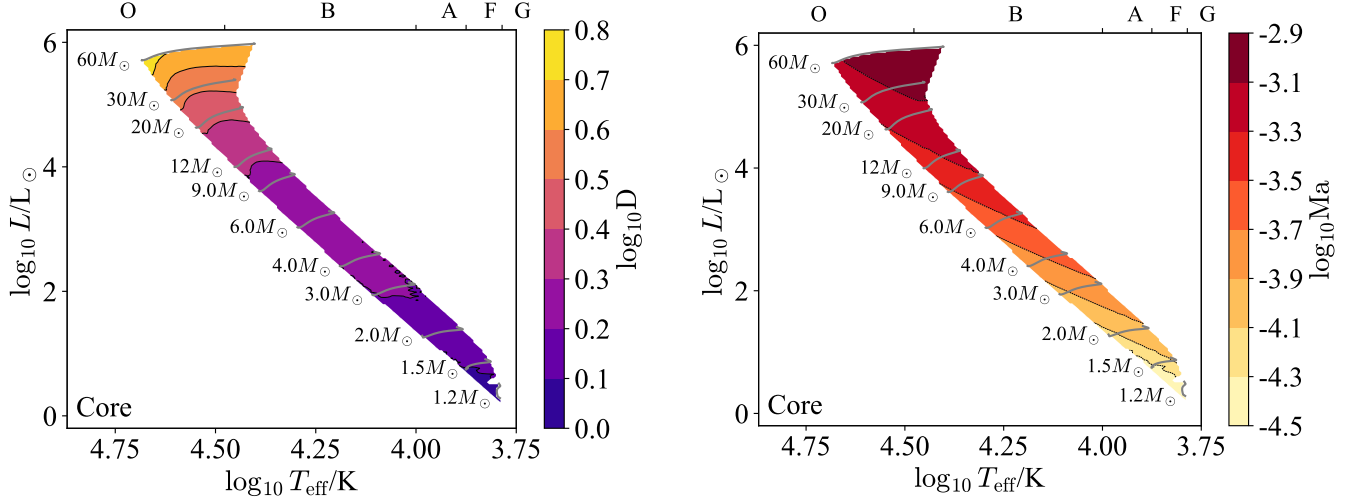 O B A F G
6
4
2
0
log₁₀ L/L⊙
60M⊙
30M⊙
20M⊙
12M⊙
9.0M⊙
6.0M⊙
4.0M⊙
3.0M⊙
2.0M⊙
1.5M⊙
1.2M⊙
Core
4.75 4.50 4.25 4.00 3.75
log₁₀ Teff/K
0.8
0.7
0.6
0.5
0.4
0.3
0.2
0.1
0.0
log₁₀D
O B A F G
6
4
2
0
log₁₀ L/L⊙
60M⊙
30M⊙
20M⊙
12M⊙
9.0M⊙
6.0M⊙
4.0M⊙
3.0M⊙
2.0M⊙
1.5M⊙
1.2M⊙
Core
4.75 4.50 4.25 4.00 3.75
log₁₀ Teff/K
-2.9
-3.1
-3.3
-3.5
-3.7
-3.9
-4.1
-4.3
-4.5
log₁₀Ma